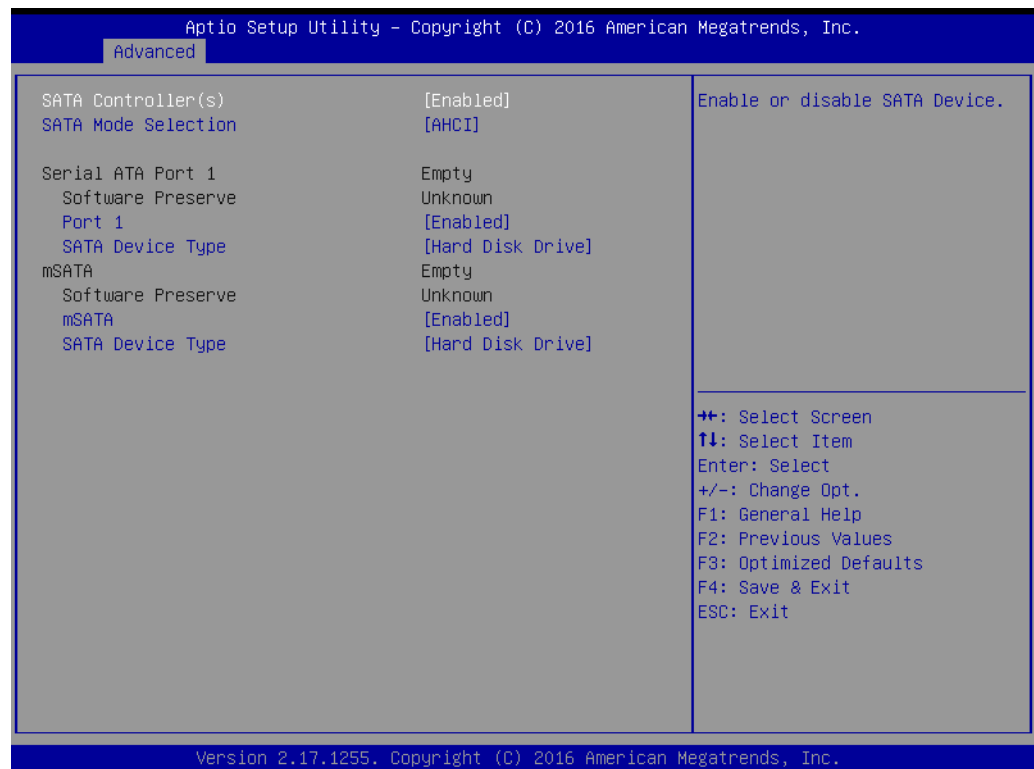 Aptio Setup Utility – Copyright (C) 2016 American Megatrends, Inc.
Advanced
SATA Controller(s) [Enabled]
SATA Mode Selection [AHCI]
Serial ATA Port 1 Empty
Software Preserve Unknown
Port 1 [Enabled]
SATA Device Type [Hard Disk Drive]
mSATA Empty
Software Preserve Unknown
mSATA [Enabled]
SATA Device Type [Hard Disk Drive]
Enable or disable SATA Device.
→←: Select Screen
↑↓: Select Item
Enter: Select
+/-: Change Opt.
F1: General Help
F2: Previous Values
F3: Optimized Defaults
F4: Save & Exit
ESC: Exit
Version 2.17.1255. Copyright (C) 2016 American Megatrends, Inc.